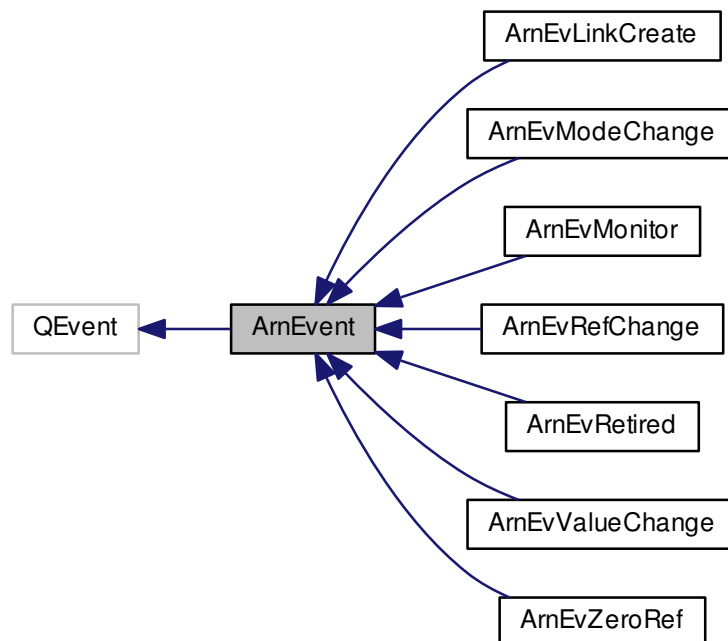 ArnEvLinkCreate
ArnEvModeChange
ArnEvMonitor
QEvent
ArnEvent
ArnEvRefChange
ArnEvRetired
ArnEvValueChange
ArnEvZeroRef